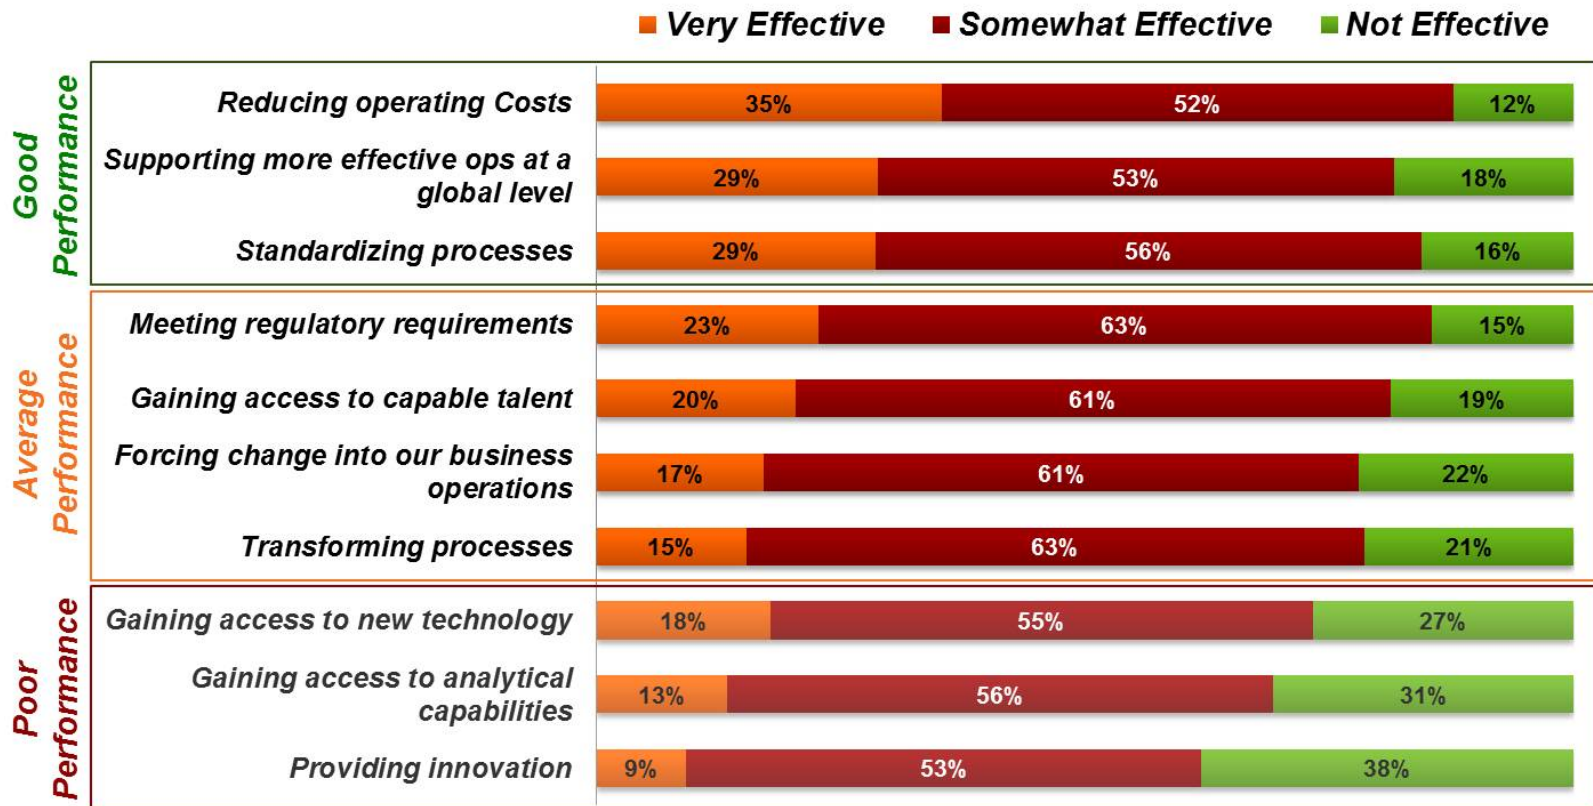 Very Effective Somewhat Effective Not Effective
Good
Performance
Reducing operating Costs 35% 52% 12%
Supporting more effective ops at a
global level 29% 53% 18%
Standardizing processes 29% 56% 16%
Average
Performance
Meeting regulatory requirements 23% 63% 15%
Gaining access to capable talent 20% 61% 19%
Forcing change into our business
operations 17% 61% 22%
Transforming processes 15% 63% 21%
Poor
Performance
Gaining access to new technology 18% 55% 27%
Gaining access to analytical
capabilities 13% 56% 31%
Providing innovation 9% 53% 38%